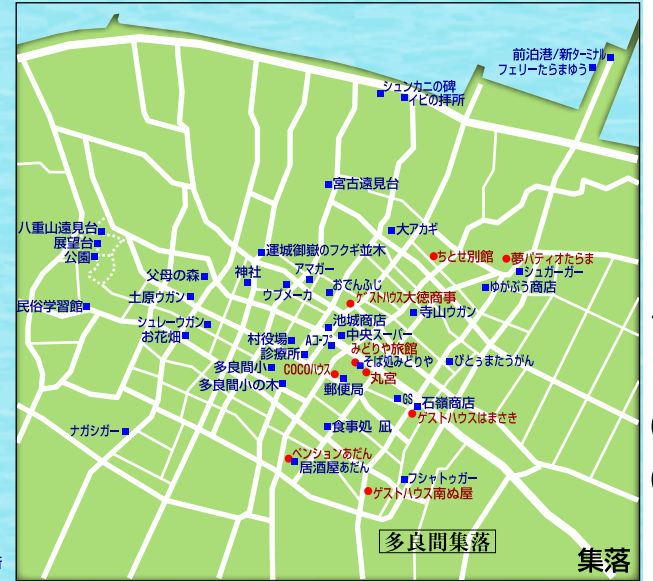 前泊港/新ターミナル
フェリーたらまゆう
シュンカニの碑
イビの拝所
宮古遠見台
大アカギ
八重山遠見台
展望台
公園
運城御嶽のフクギ並木
ちとせ別館
夢パティオたらま
シュガーガー
ゆがぷう商店
父母の森
神社
アマガー
ウブメーカ
おでんふじ
ゲストハウス大徳商事
土原ウガン
民俗学習館
寺山ウガン
シュレーウガン
お花畑
池城商店
中央スーパー
村役場
Aコープ
みどりや旅館
診療所
そば処みどりや
ぴとぅまたうがん
多良間小
COCOハウス
丸宮
多良間小の木
郵便局
GS
石嶺商店
ゲストハウスはまさき
ナガシガー
食事処 凪
ペンションあだん
居酒屋あだん
フシャトゥガー
ゲストハウス南ぬ屋
多良間集落
集落